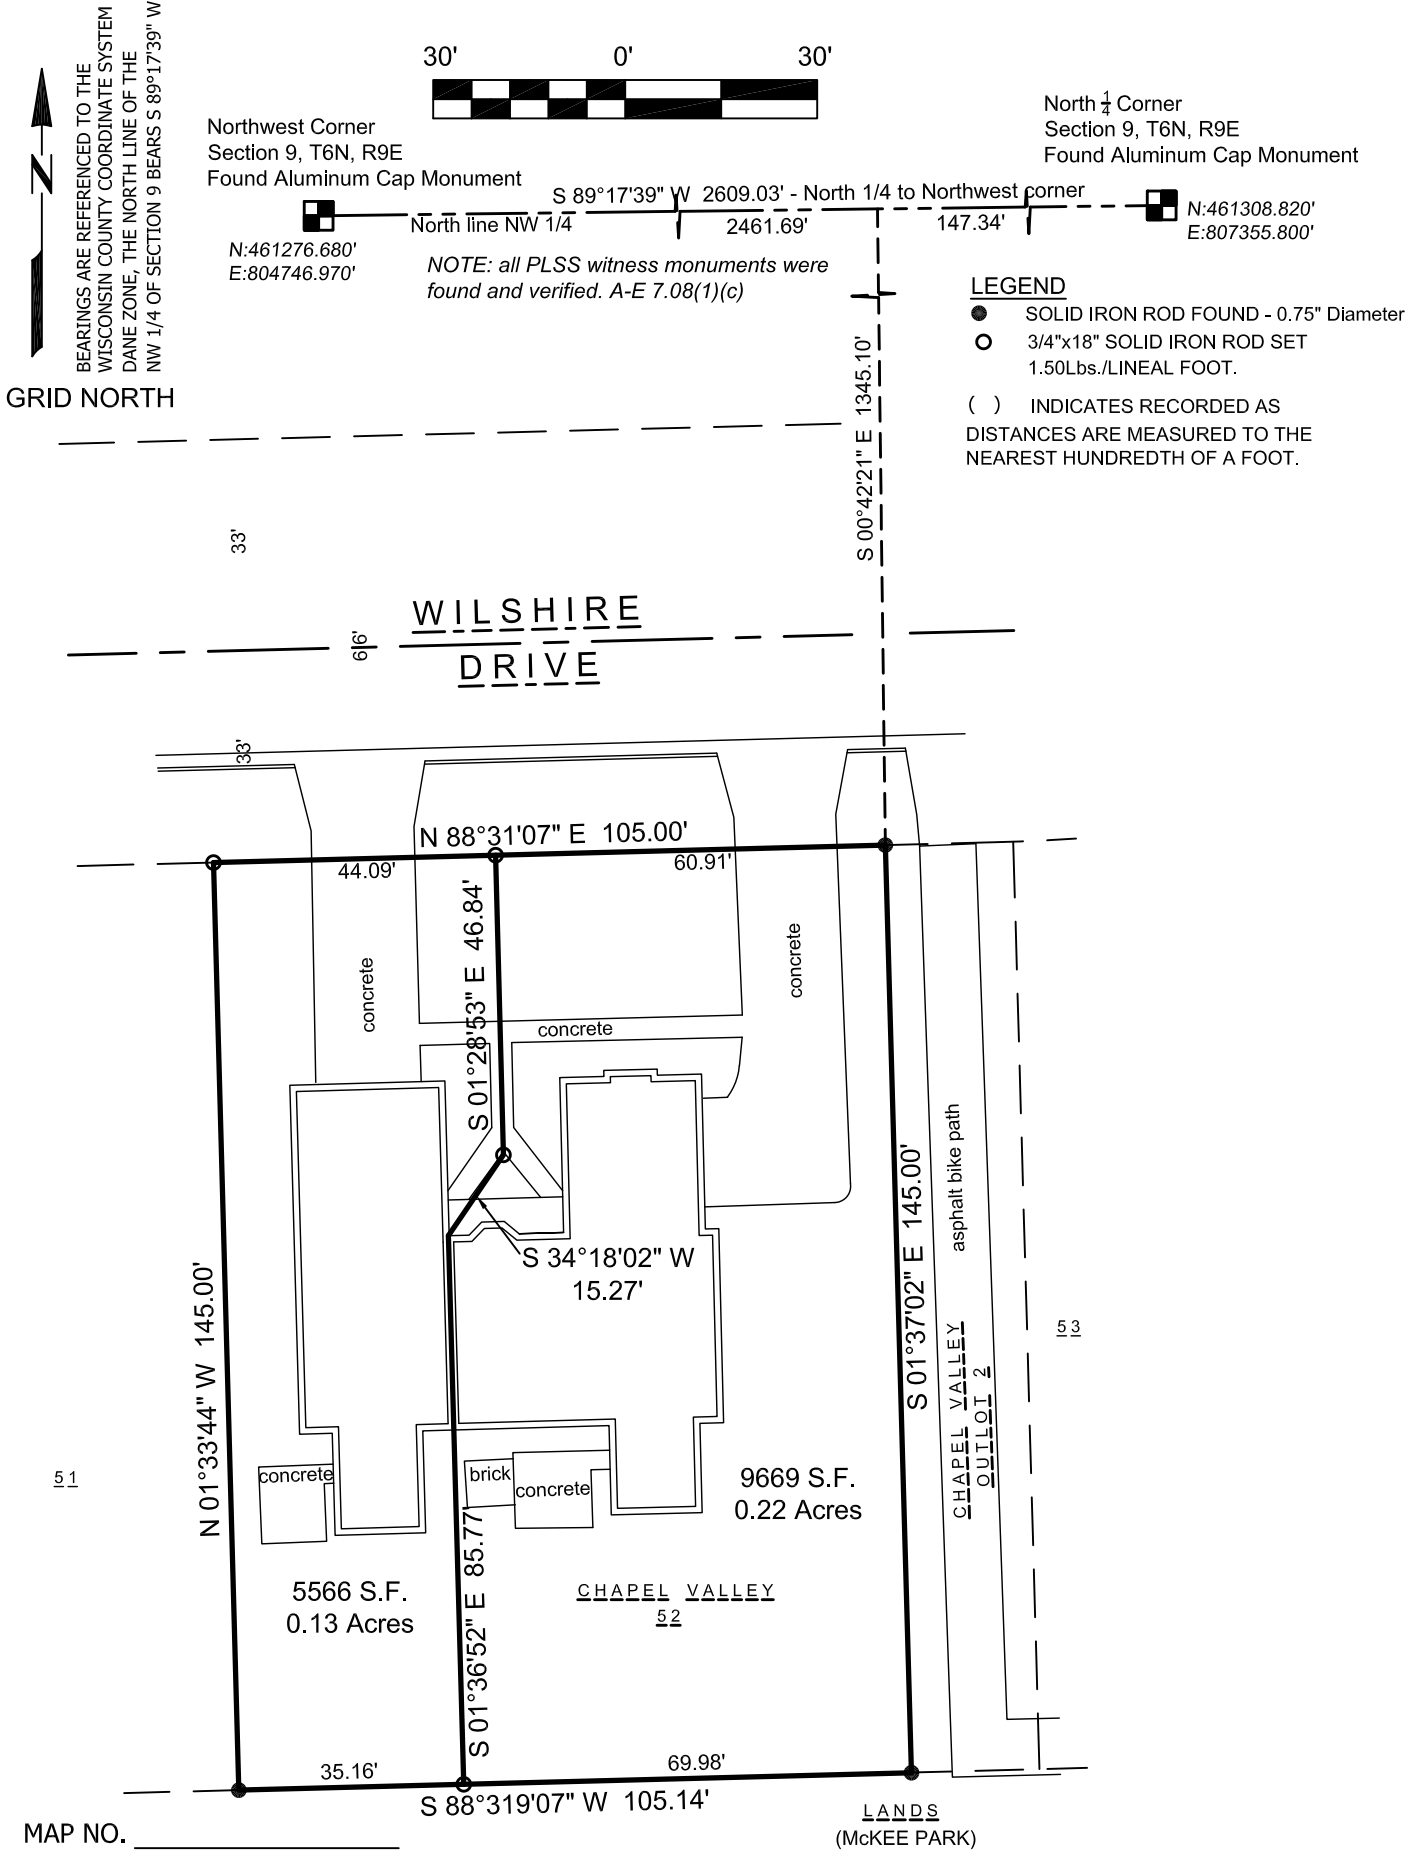 BEARINGS ARE REFERENCED TO THE
WISCONSIN COUNTY COORDINATE SYSTEM
DANE ZONE, THE NORTH LINE OF THE
NW 1/4 OF SECTION 9 BEARS S 89°17'39" W
N
GRID NORTH
30' 0' 30'
Northwest Corner
Section 9, T6N, R9E
Found Aluminum Cap Monument
North 1/4 Corner
Section 9, T6N, R9E
Found Aluminum Cap Monument
S 89°17'39" W 2609.03' - North 1/4 to Northwest corner
North line NW 1/4
2461.69'
147.34'
N:461276.680'
E:804746.970'
N:461308.820'
E:807355.800'
NOTE: all PLSS witness monuments were
found and verified. A-E 7.08(1)(c)
LEGEND
SOLID IRON ROD FOUND - 0.75" Diameter
3/4"x18" SOLID IRON ROD SET
1.50Lbs./LINEAL FOOT.
( ) INDICATES RECORDED AS
DISTANCES ARE MEASURED TO THE
NEAREST HUNDREDTH OF A FOOT.
S 00°42'21" E 1345.10'
33'
66'
33'
WILSHIRE
DRIVE
N 88°31'07" E 105.00'
44.09'
60.91'
S 01°28'53" E 46.84'
concrete
concrete
concrete
S 34°18'02" W
15.27'
N 01°33'44" W 145.00'
S 01°37'02" E 145.00'
asphalt bike path
CHAPEL VALLEY
OUTLOT 2
53
51
concrete
brick
concrete
9669 S.F.
0.22 Acres
5566 S.F.
0.13 Acres
S 01°36'52" E 85.77'
CHAPEL VALLEY
52
35.16'
69.98'
S 88°319'07" W 105.14'
LANDS
(McKEE PARK)
MAP NO.